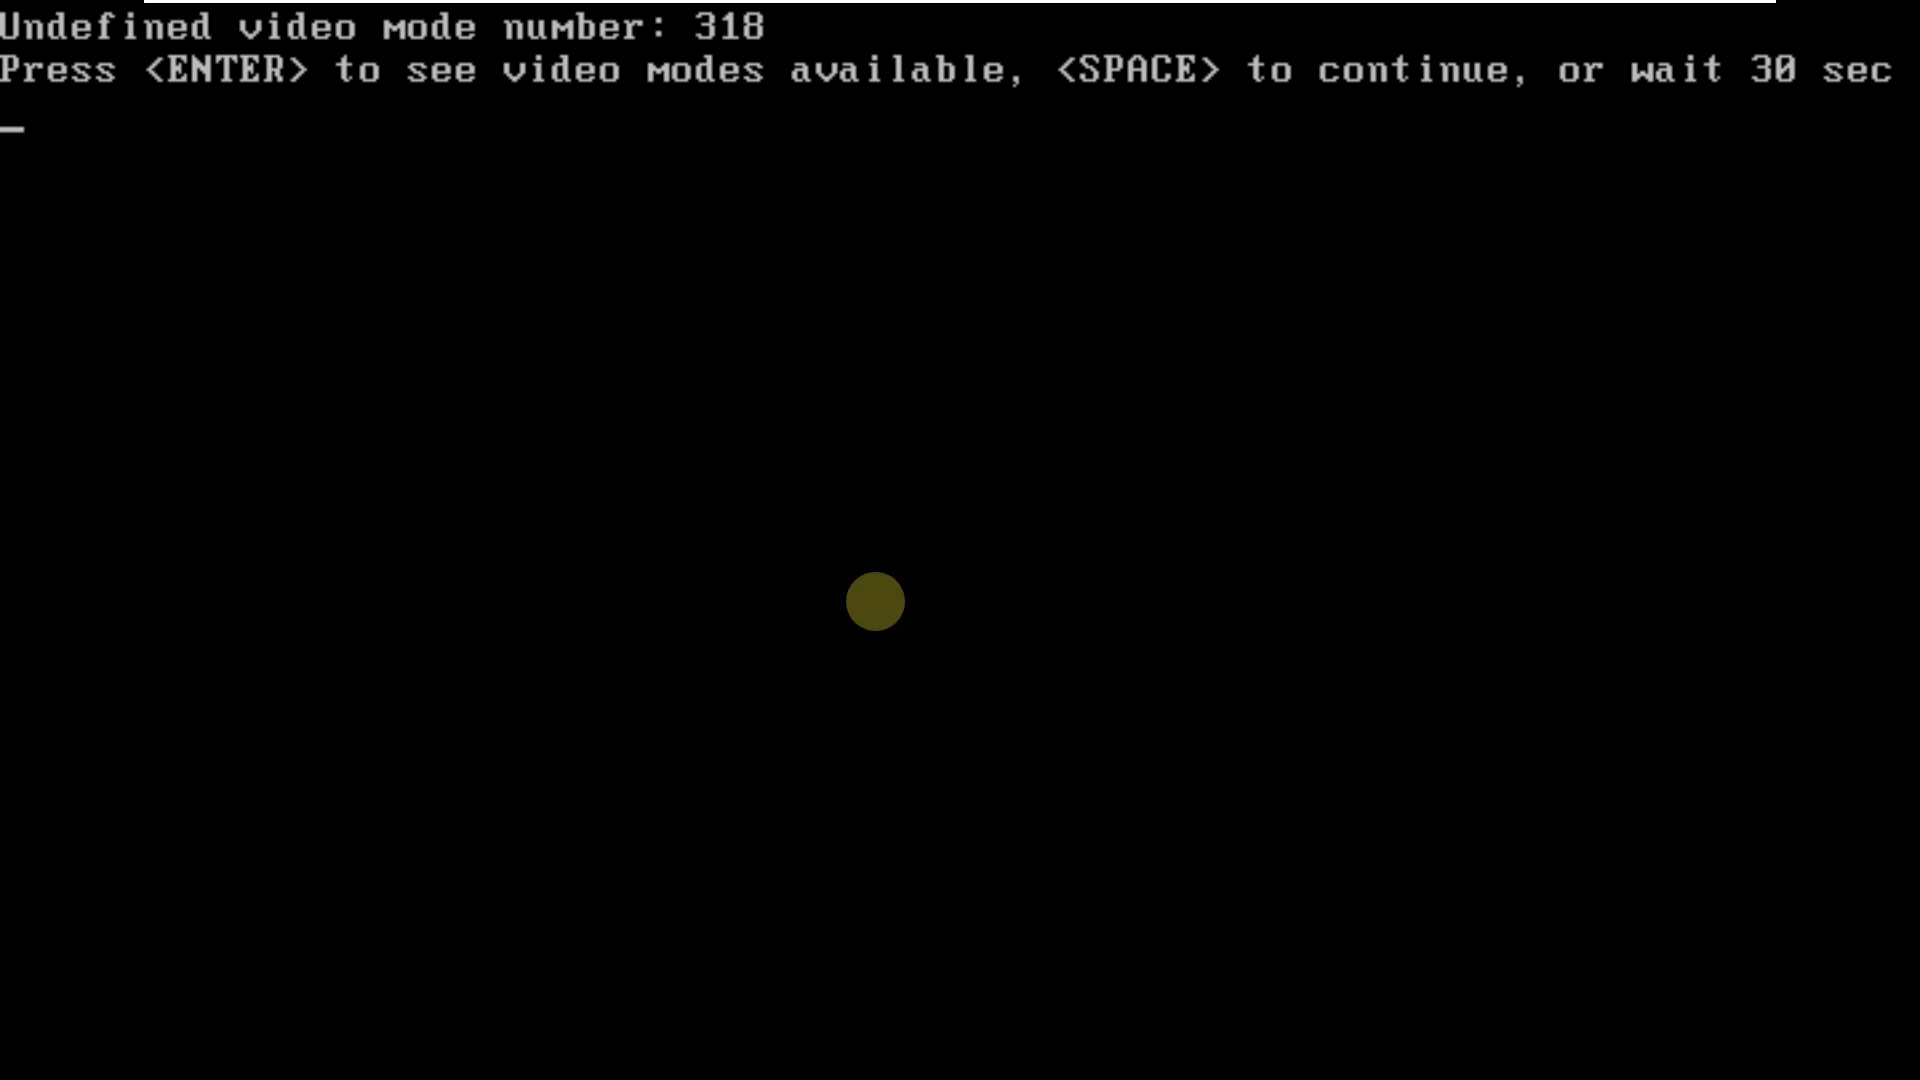 Undefined video mode number: 318
Press <ENTER> to see video modes available, <SPACE> to continue, or wait 30 sec